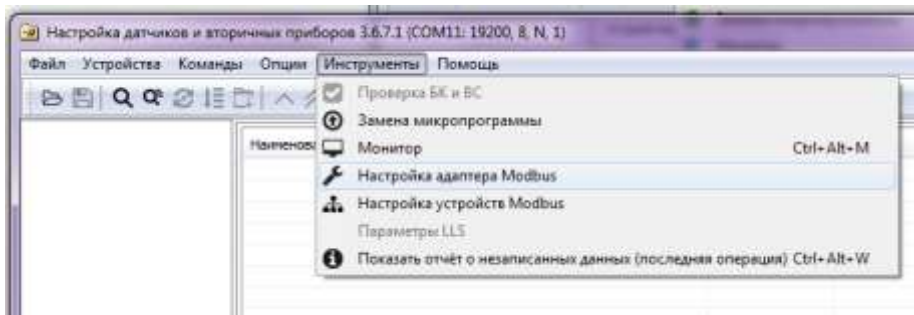 Настройка датчиков и вторичных приборов 3.6.7.1 (COM11: 19200, 8, N, 1)
Файл Устройства Команды Опции Инструменты Помощь
Проверка БК и ВС
Замена микропрограммы
Наименова
Монитор Ctrl+Alt+M
Настройка адаптера Modbus
Настройка устройств Modbus
Параметры LLS
Показать отчёт о незаписанных данных (последняя операция) Ctrl+Alt+W